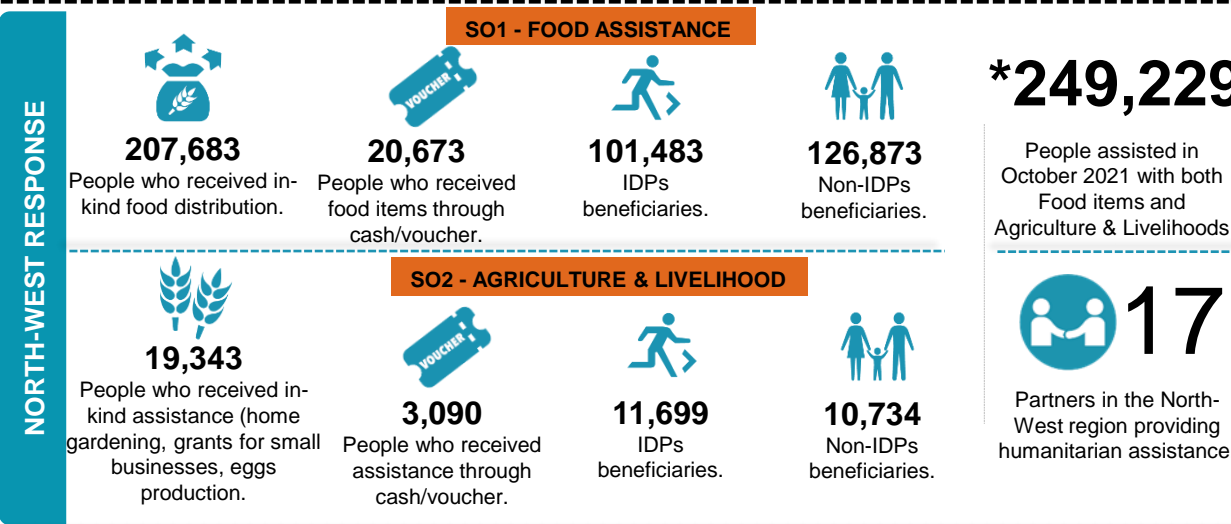 NORTH-WEST RESPONSE
SO1 - FOOD ASSISTANCE
207,683
People who received in-
kind food distribution.
VOUCHER
20,673
People who received
food items through
cash/voucher.
101,483
IDPs
beneficiaries.
126,873
Non-IDPs
beneficiaries.
*249,229
People assisted in
October 2021 with both
Food items and
Agriculture & Livelihoods
SO2 - AGRICULTURE & LIVELIHOOD
19,343
People who received in-
kind assistance (home
gardening, grants for small
businesses, eggs
production.
VOUCHER
3,090
People who received
assistance through
cash/voucher.
11,699
IDPs
beneficiaries.
10,734
Non-IDPs
beneficiaries.
17
Partners in the North-
West region providing
humanitarian assistance